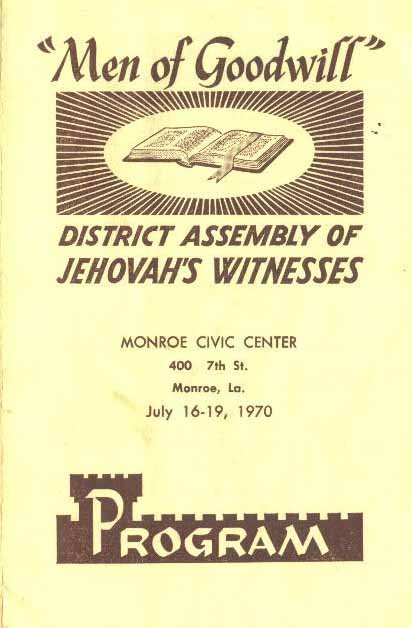 "Men of Goodwill"
DISTRICT ASSEMBLY OF
JEHOVAH'S WITNESSES
MONROE CIVIC CENTER
400 7th St.
Monroe, La.
July 16-19, 1970
PROGRAM